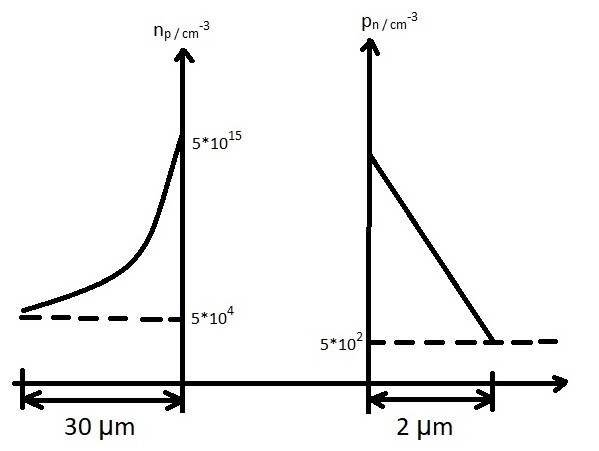 n_p / cm^-3
p_n / cm^-3
5*10^15
5*10^4
5*10^2
30 μm
2 μm